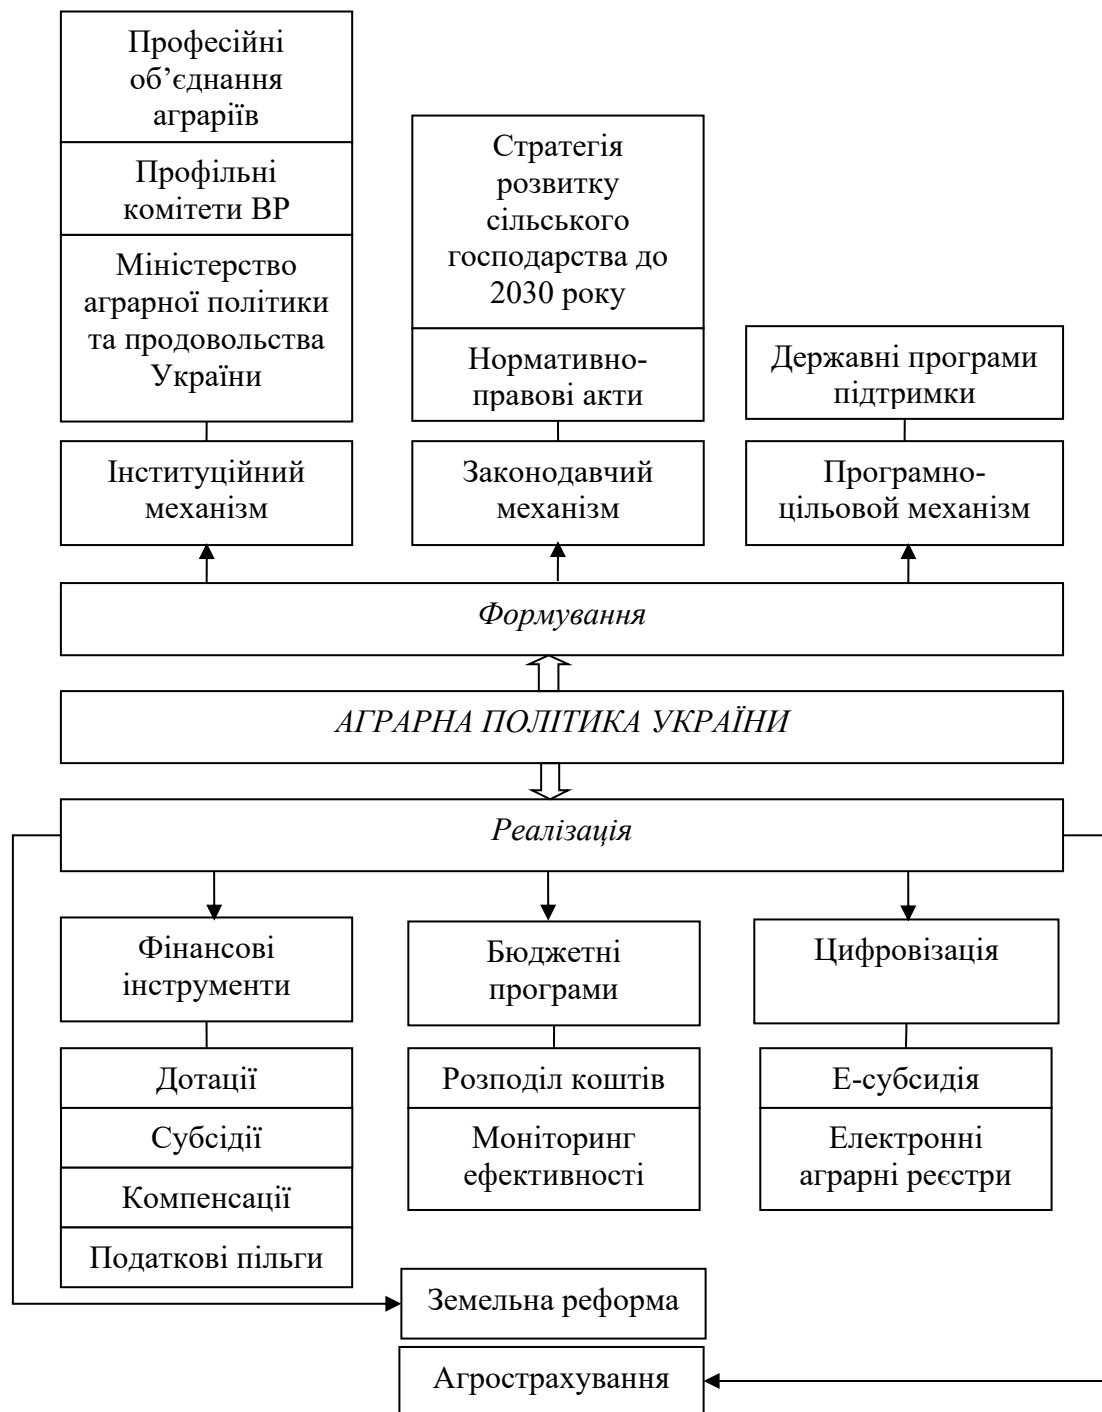 Професійні
об’єднання
аграріїв
Профільні
комітети ВР
Міністерство
аграрної політики
та продовольства
України
Інституційний
механізм
Стратегія
розвитку
сільського
господарства до
2030 року
Нормативно-
правові акти
Законодавчий
механізм
Державні програми
підтримки
Програмно-
цільовой механізм
Формування
АГРАРНА ПОЛІТИКА УКРАЇНИ
Реалізація
Фінансові
інструменти
Дотації
Субсідії
Компенсації
Податкові пільги
Бюджетні
програми
Розподіл коштів
Моніторинг
ефективності
Цифровізація
Е-субсидія
Електронні
аграрні реєстри
Земельна реформа
Агрострахування